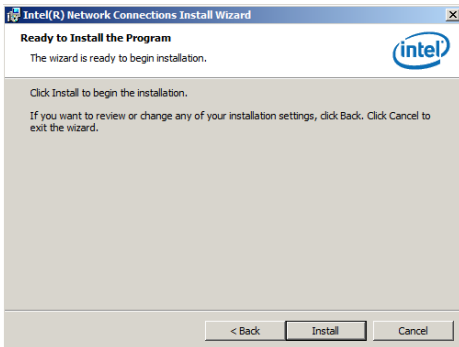 Intel(R) Network Connections Install Wizard
Ready to Install the Program
The wizard is ready to begin installation.
intel
Click Install to begin the installation.
If you want to review or change any of your installation settings, click Back. Click Cancel to
exit the wizard.
< Back
Install
Cancel